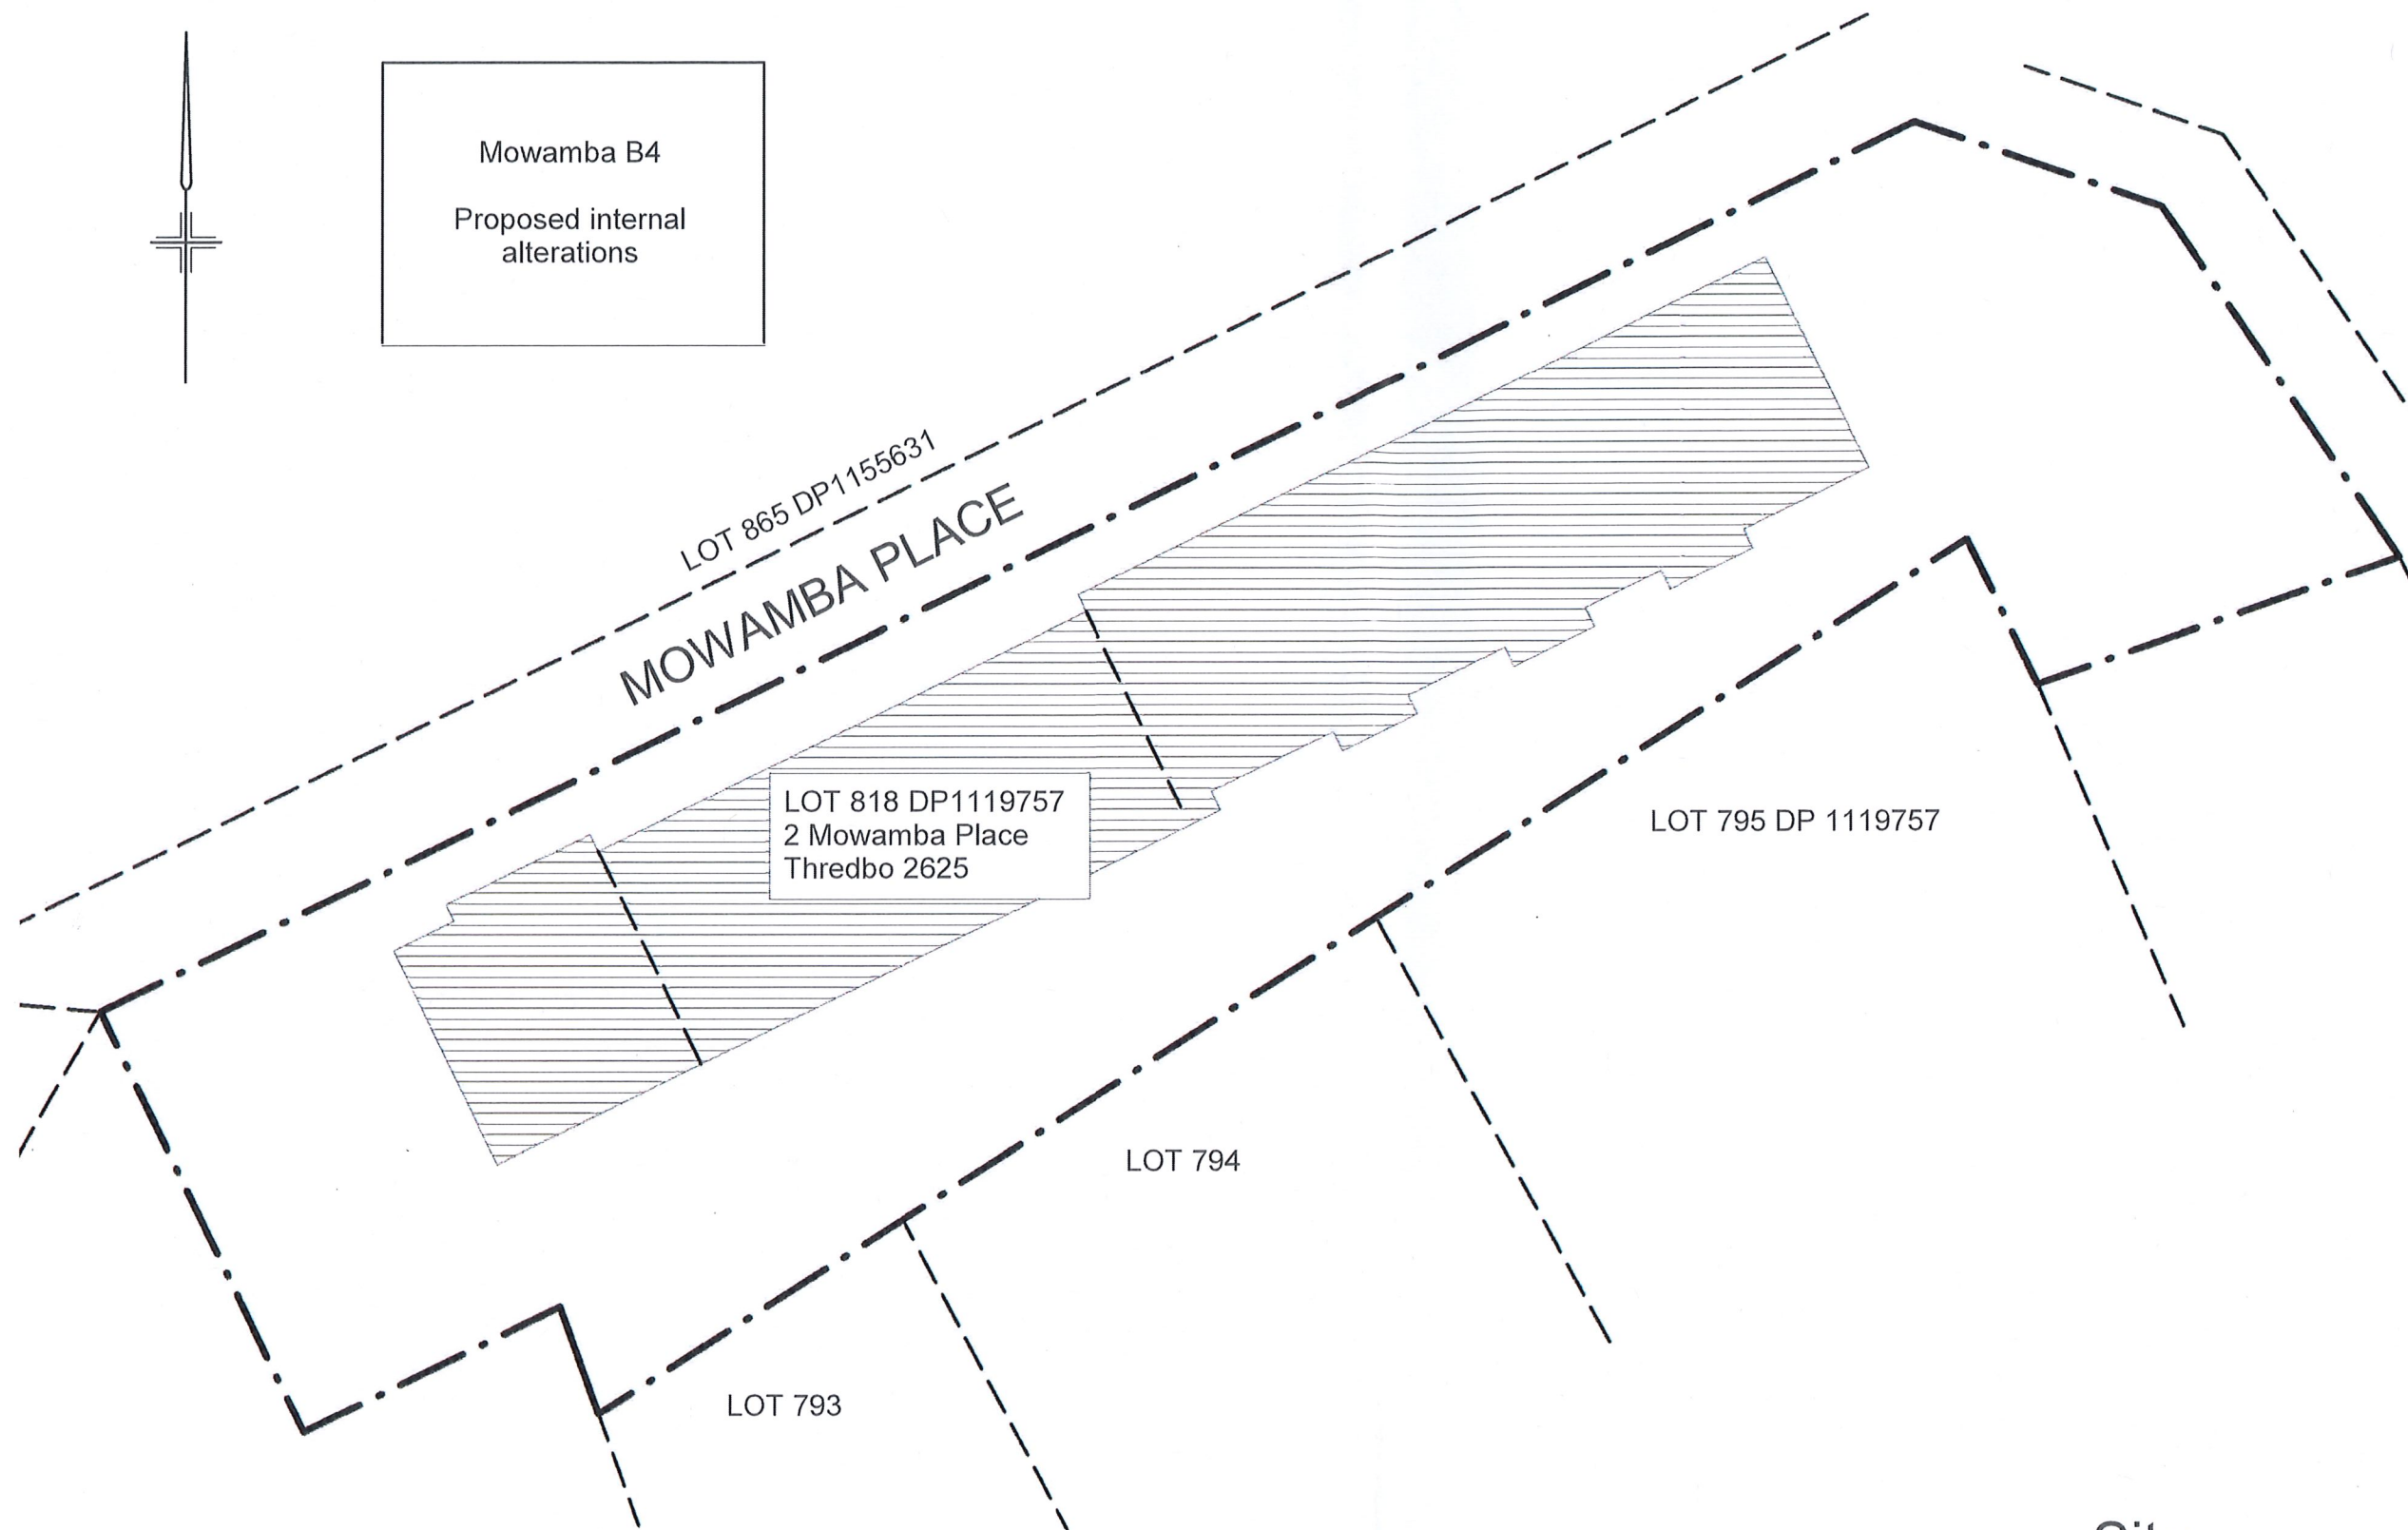 Mowamba B4
Proposed internal
alterations
LOT 865 DP1155631
MOWAMBA PLACE
LOT 818 DP1119757
2 Mowamba Place
Thredbo 2625
LOT 795 DP 1119757
LOT 794
LOT 793